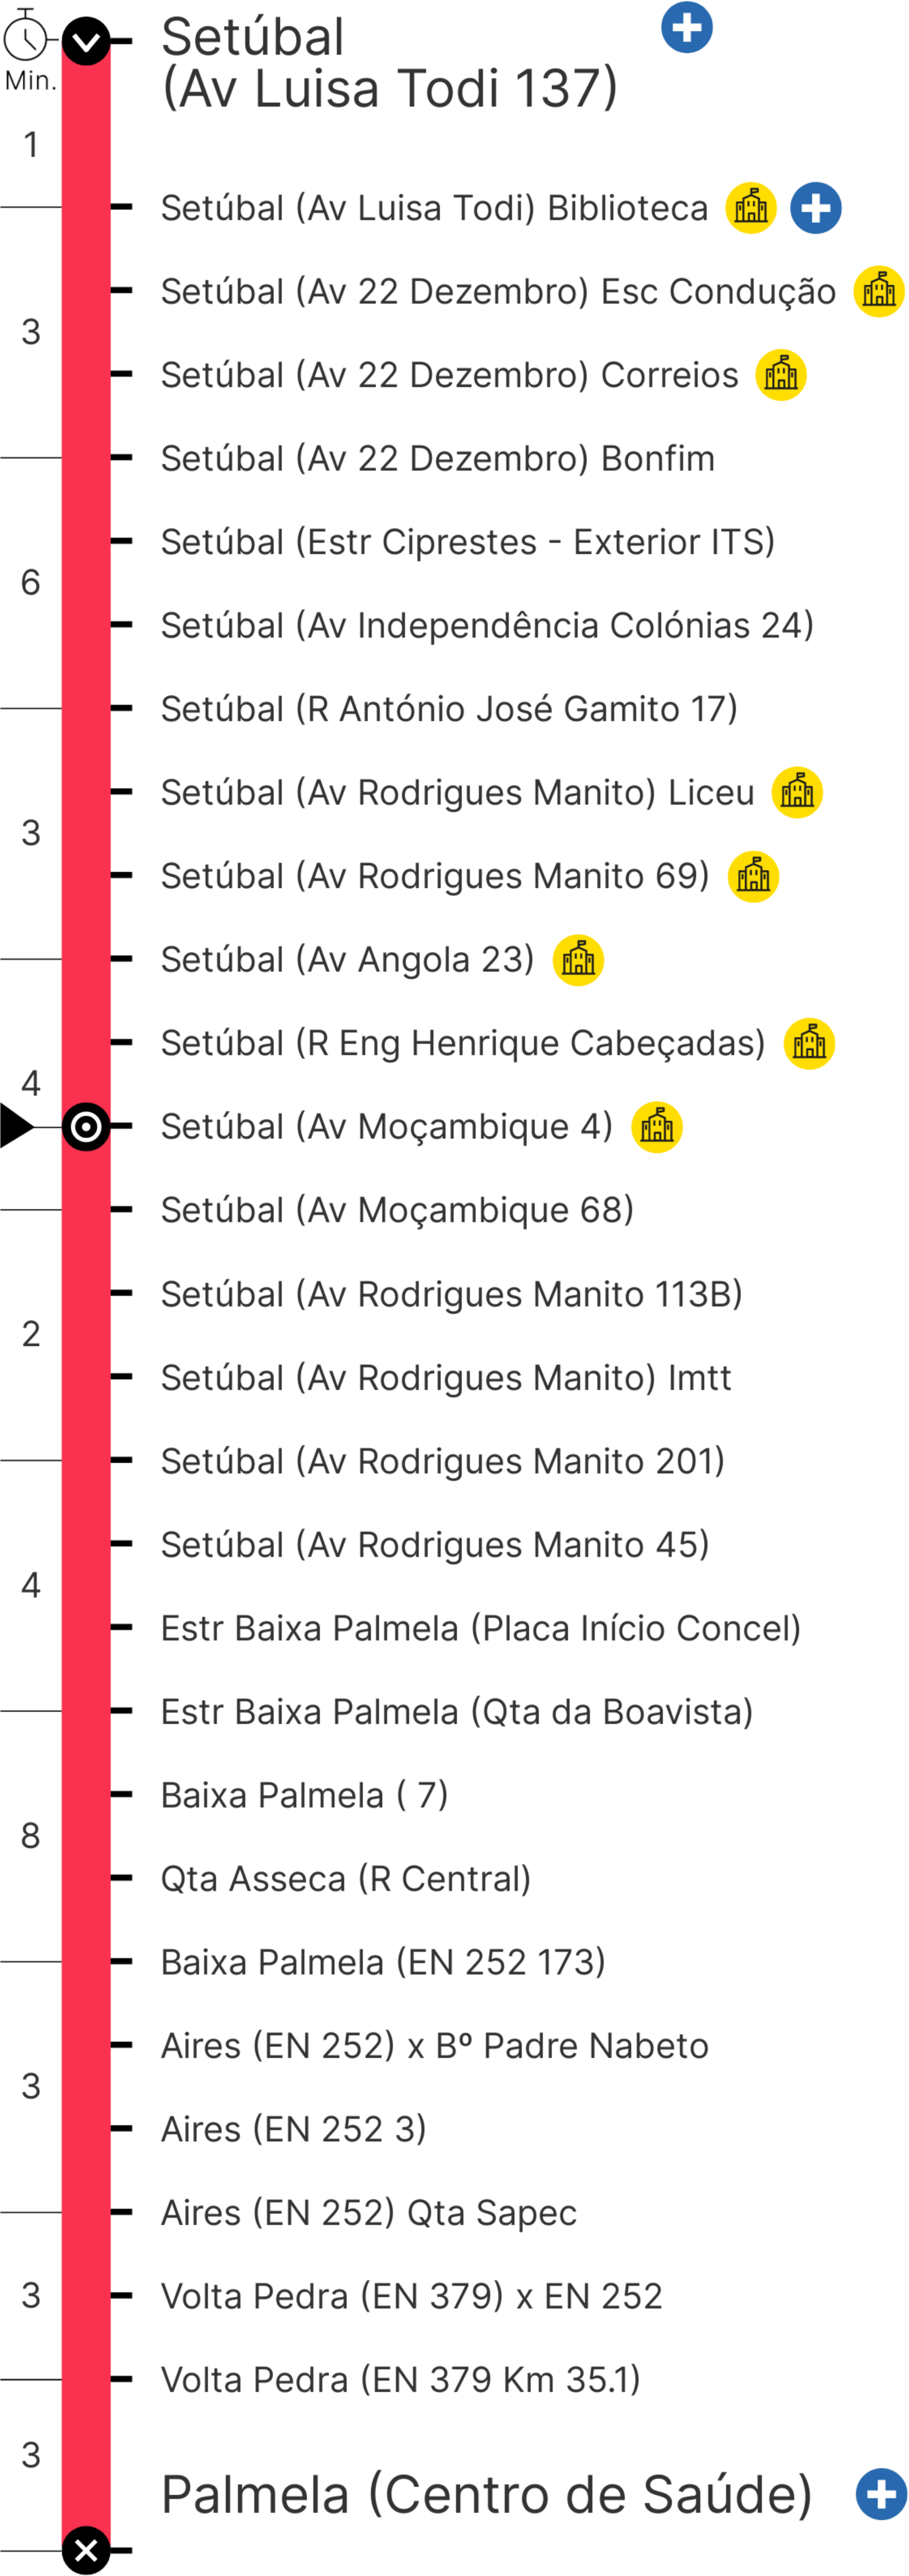 Setúbal
(Av Luisa Todi 137)
Min.
1
Setúbal (Av Luisa Todi) Biblioteca
Setúbal (Av 22 Dezembro) Esc Condução
3
Setúbal (Av 22 Dezembro) Correios
Setúbal (Av 22 Dezembro) Bonfim
Setúbal (Estr Ciprestes - Exterior ITS)
6
Setúbal (Av Independência Colónias 24)
Setúbal (R António José Gamito 17)
Setúbal (Av Rodrigues Manito) Liceu
3
Setúbal (Av Rodrigues Manito 69)
Setúbal (Av Angola 23)
Setúbal (R Eng Henrique Cabeçadas)
4
Setúbal (Av Moçambique 4)
Setúbal (Av Moçambique 68)
Setúbal (Av Rodrigues Manito 113B)
2
Setúbal (Av Rodrigues Manito) Imtt
Setúbal (Av Rodrigues Manito 201)
Setúbal (Av Rodrigues Manito 45)
4
Estr Baixa Palmela (Placa Início Concel)
Estr Baixa Palmela (Qta da Boavista)
Baixa Palmela ( 7)
8
Qta Asseca (R Central)
Baixa Palmela (EN 252 173)
Aires (EN 252) x Bº Padre Nabeto
3
Aires (EN 252 3)
Aires (EN 252) Qta Sapec
3
Volta Pedra (EN 379) x EN 252
Volta Pedra (EN 379 Km 35.1)
3
Palmela (Centro de Saúde)